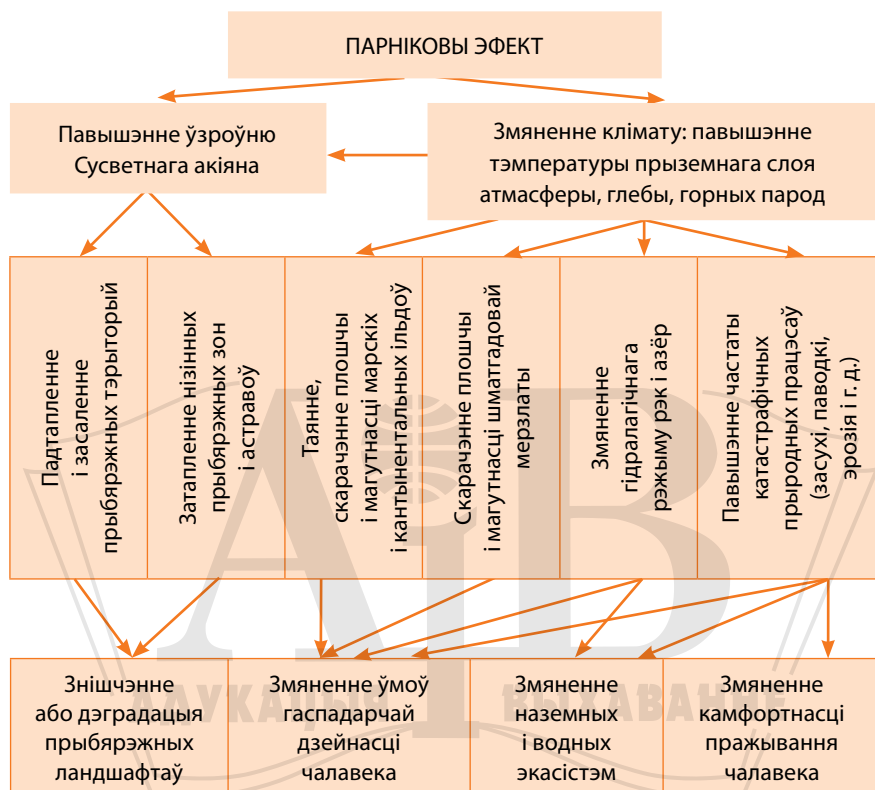 ПАРНІКОВЫ ЭФЕКТ
Павышэнне ўзроўню
Сусветнага акіяна
Змяненне клімату: павышэнне
тэмпературы прыземнага слоя
атмасферы, глебы, горных парод
Падтапленне
і засаленне
прыбярэжных тэрыторый
Затапленне нізінных
прыбярэжных зон
і астравоў
Таянне,
скарачэнне плошчы
і магутнасці марскіх
і кантынентальных ільдоў
Скарачэнне плошчы
і магутнасці шматгадовай
мерзлаты
Змяненне
гідралагічнага
рэжыму рэк і азёр
Павышэнне частаты
катастрафічных
прыродных працэсаў
(засухі, паводкі,
эрозія і г. д.)
Знішчэнне
або дэградацыя
прыбярэжных
ландшафтаў
Змяненне ўмоў
гаспадарчай
дзейнасці
чалавека
Змяненне
наземных
і водных
экасістэм
Змяненне
камфортнасці
пражывання
чалавека
АіВ
АДУКАЦЫЯ ВЫХАВАННЕ